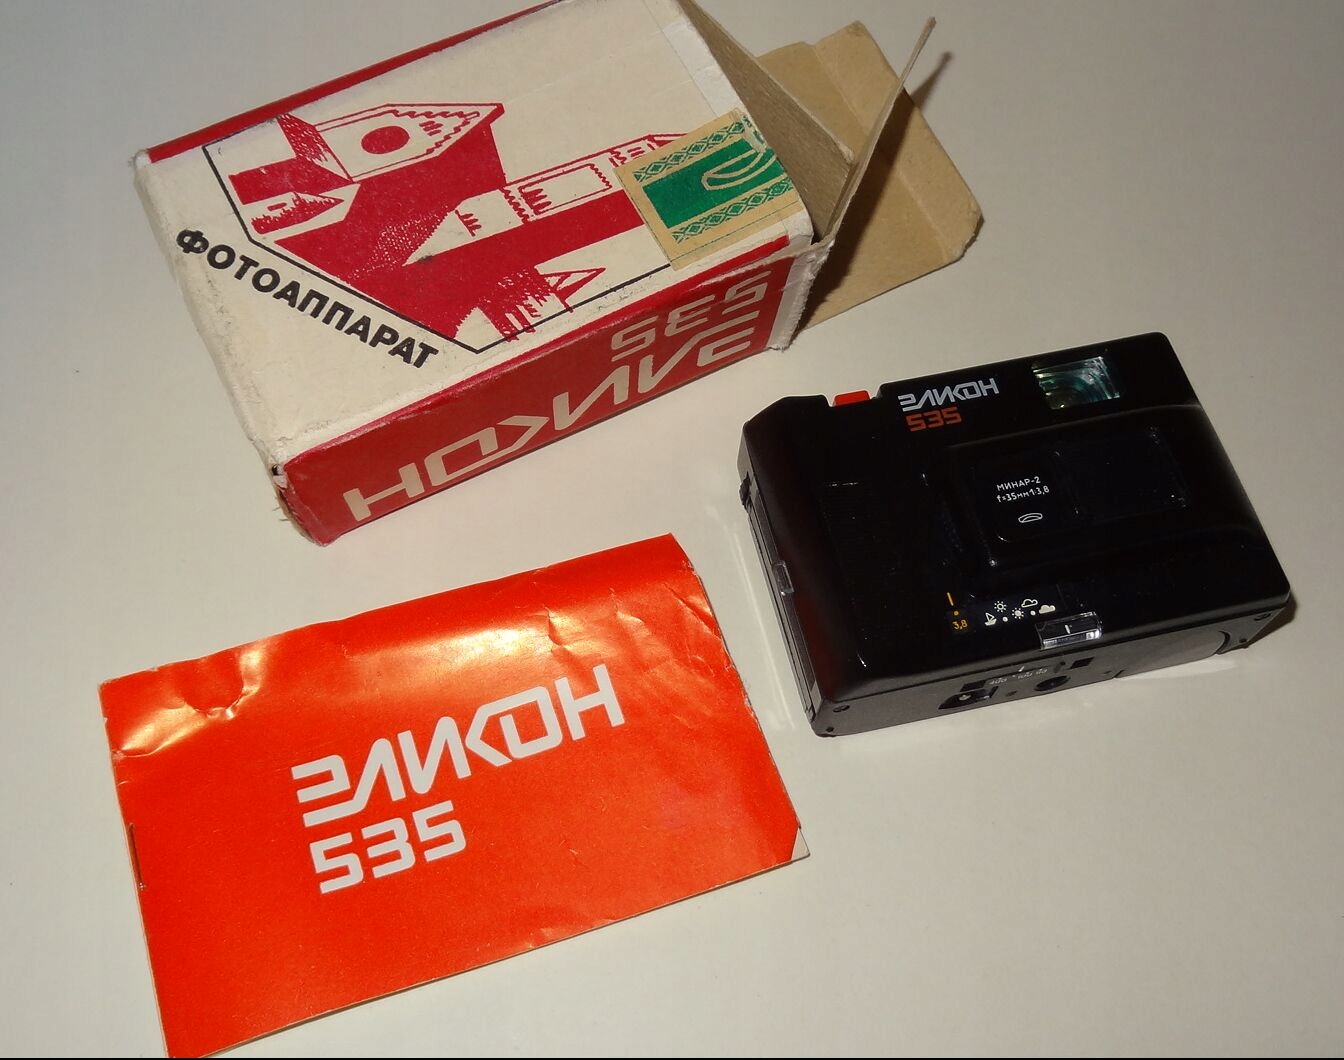 ФОТОАППАРАТ
ЭЛИКОН
535
ЭЛИКОН
535
МИНАР-2
f=35мм 1:3,8
3,8
ЭЛИКОН
535